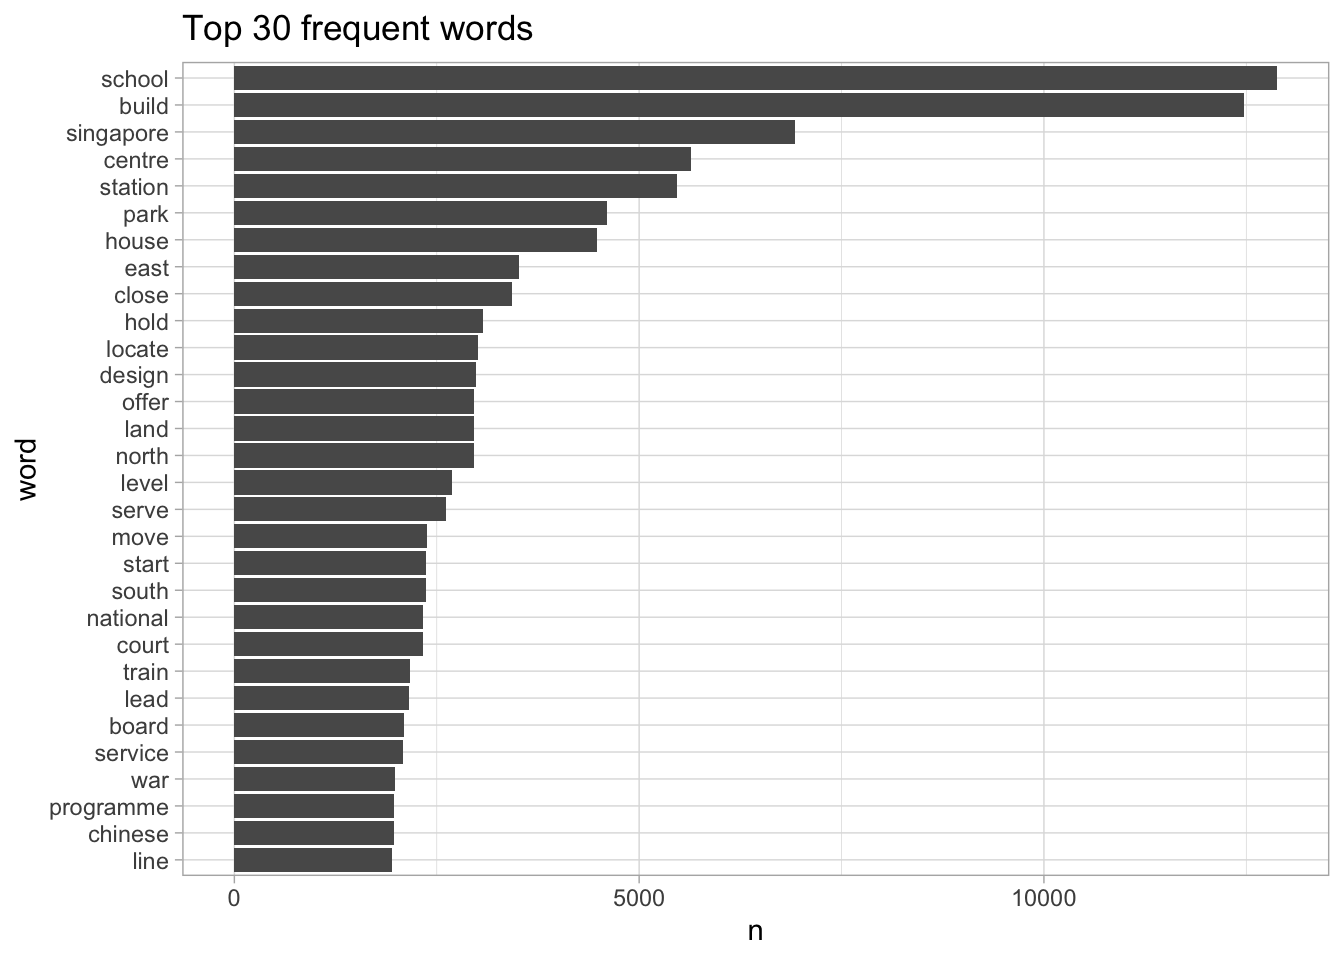 Top 30 frequent words
school
build
singapore
centre
station
park
house
east
close
hold
locate
design
offer
land
north
level
serve
move
start
south
national
court
train
lead
board
service
war
programme
chinese
line
word
0 5000 10000
n